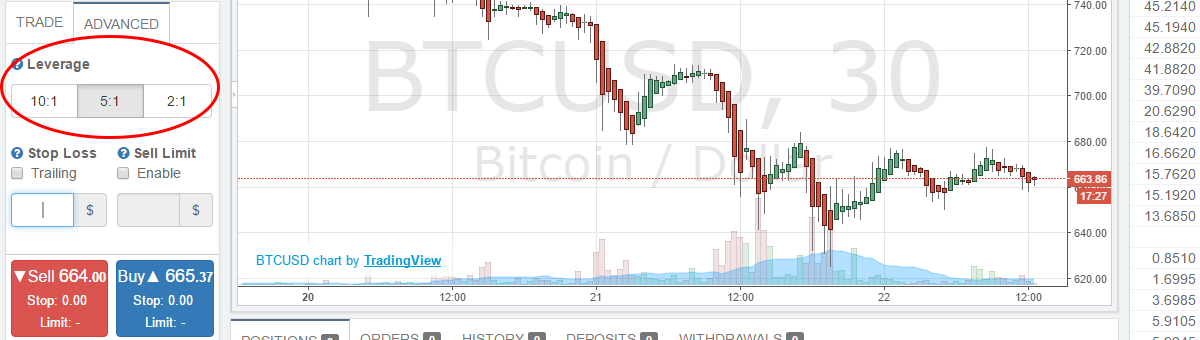 TRADE ADVANCED
Leverage
10:1 5:1 2:1
Stop Loss Sell Limit
Trailing Enable
$ $
▼Sell 664.00 Buy▲ 665.37
Stop: 0.00 Stop: 0.00
Limit: - Limit: -
BTCUSD, 30
Bitcoin / Dollar
BTCUSD chart by TradingView
740.00
720.00
700.00
680.00
663.86
17:27
640.00
620.00
20 12:00 21 12:00 22 12:00
POSITIONS ORDERS 0 HISTORY 0 DEPOSITS 0 WITHDRAWALS 0
45.2140
45.1940
42.8820
41.8820
39.7090
20.6290
18.6420
16.6620
15.7620
15.1920
13.6850
0.8510
1.6995
3.6985
5.9105